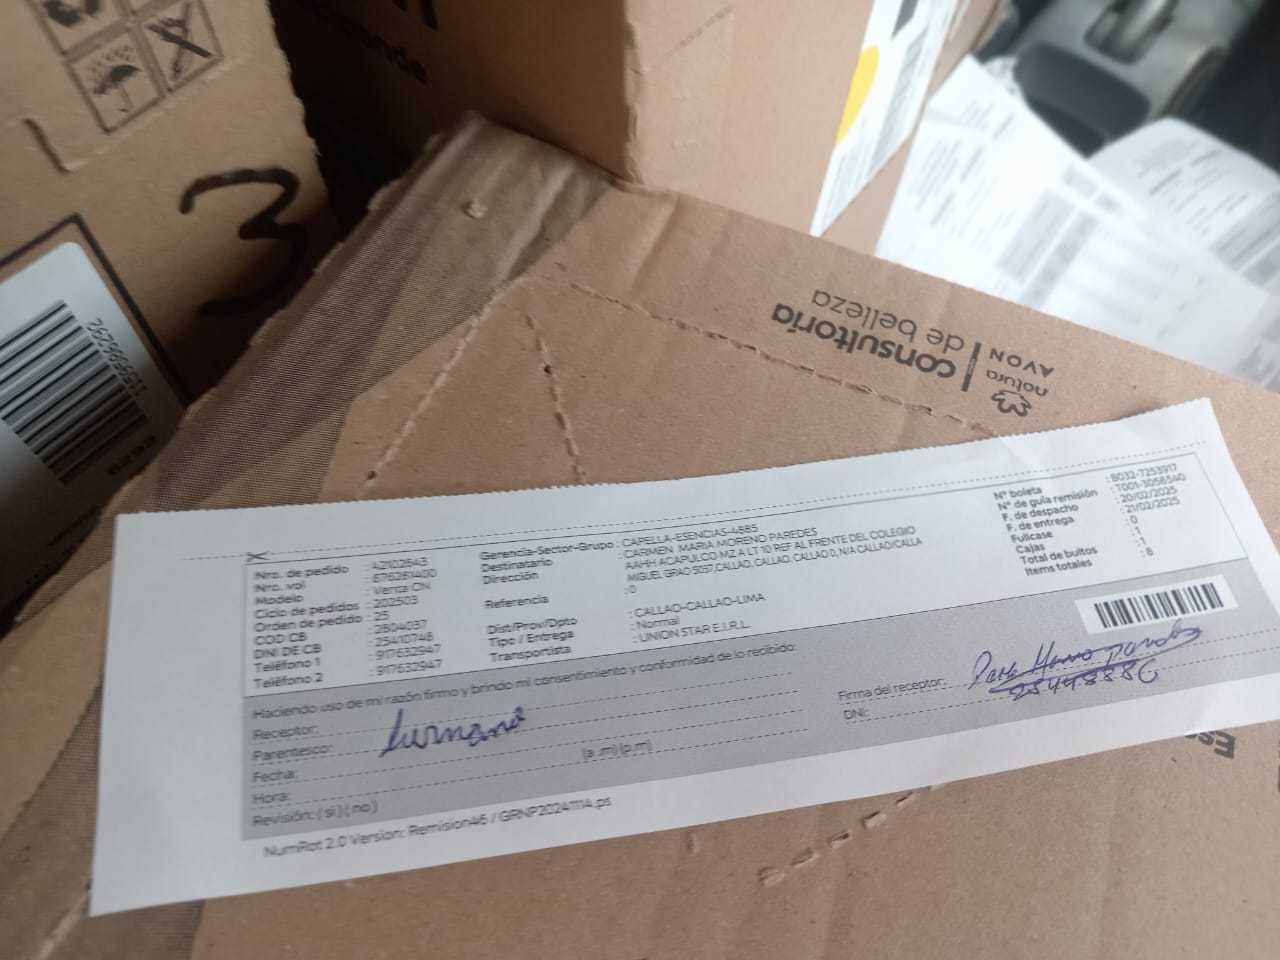 3
115585292
6292
consultoría
de belleza
natura
AVON
Nro. de pedido : 42102643
Nro. vol : 676261400
Modelo : Venta CN
Ciclo de pedidos : 202503
Orden de pedido : 25
COD CB : 2804037
DNI DE CB : 25410746
Teléfono 1 : 917632947
Teléfono 2 : 917632947
Gerencia-Sector-Grupo : CAPELLA-ESENCIAS-4885
Destinatario : CARMEN MARIA MORENO PAREDES
Dirección AAHH ACAPULCO MZ A LT 10 REF AL FRENTE DEL COLEGIO
MIGUEL GRAO 5037,CALLAO, CALLAO, CALLAO 0, N/A CALLAO/CALLA
Referencia : 0
Dist/Prov/Dpto : CALLAO-CALLAO-LIMA
Tipo / Entrega : Normal
Transportista : UNION STAR E.I.R.L.
N° boleta : B032-7253917
N° de guía remisión : T001-3056540
F. de despacho : 20/02/2025
F. de entrega : 21/02/2025
Fullcase : 0
Cajas : 1
Total de bultos : 1
Items totales : 8
Haciendo uso de mi razón firmo y brindo mi consentimiento y conformidad de lo recibido:
Receptor:
Parentesco: hermana
Fecha:
Hora: (a .m) (p.m)
Revisión: ( si ) ( no )
Firma del receptor:
DNI:
NumRot 2.0 Version: Remision46 / GRNP20241114.ps